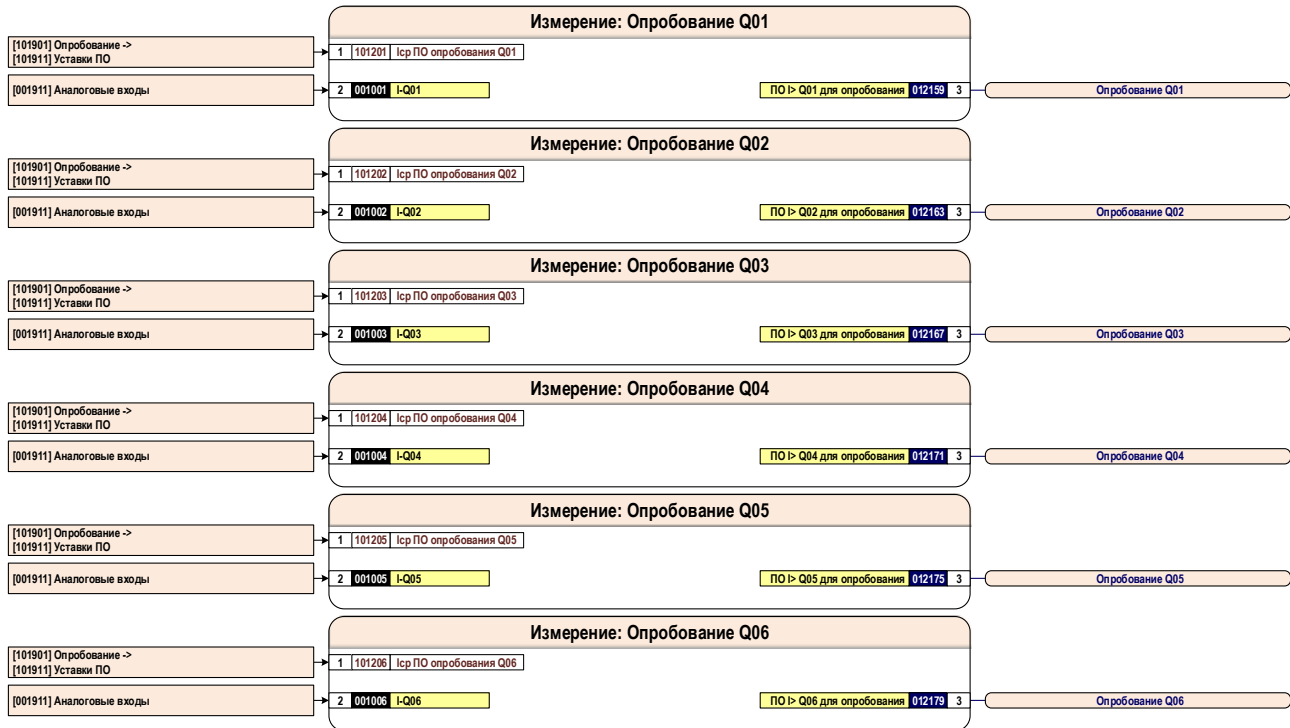 Измерение: Опробование Q01
[101901] Опробование ->
[101911] Уставки ПО
1 101201 Iср ПО опробования Q01
[001911] Аналоговые входы
2 001001 I-Q01
ПО I> Q01 для опробования 012159 3
Опробование Q01
Измерение: Опробование Q02
[101901] Опробование ->
[101911] Уставки ПО
1 101202 Iср ПО опробования Q02
[001911] Аналоговые входы
2 001002 I-Q02
ПО I> Q02 для опробования 012163 3
Опробование Q02
Измерение: Опробование Q03
[101901] Опробование ->
[101911] Уставки ПО
1 101203 Iср ПО опробования Q03
[001911] Аналоговые входы
2 001003 I-Q03
ПО I> Q03 для опробования 012167 3
Опробование Q03
Измерение: Опробование Q04
[101901] Опробование ->
[101911] Уставки ПО
1 101204 Iср ПО опробования Q04
[001911] Аналоговые входы
2 001004 I-Q04
ПО I> Q04 для опробования 012171 3
Опробование Q04
Измерение: Опробование Q05
[101901] Опробование ->
[101911] Уставки ПО
1 101205 Iср ПО опробования Q05
[001911] Аналоговые входы
2 001005 I-Q05
ПО I> Q05 для опробования 012175 3
Опробование Q05
Измерение: Опробование Q06
[101901] Опробование ->
[101911] Уставки ПО
1 101206 Iср ПО опробования Q06
[001911] Аналоговые входы
2 001006 I-Q06
ПО I> Q06 для опробования 012179 3
Опробование Q06